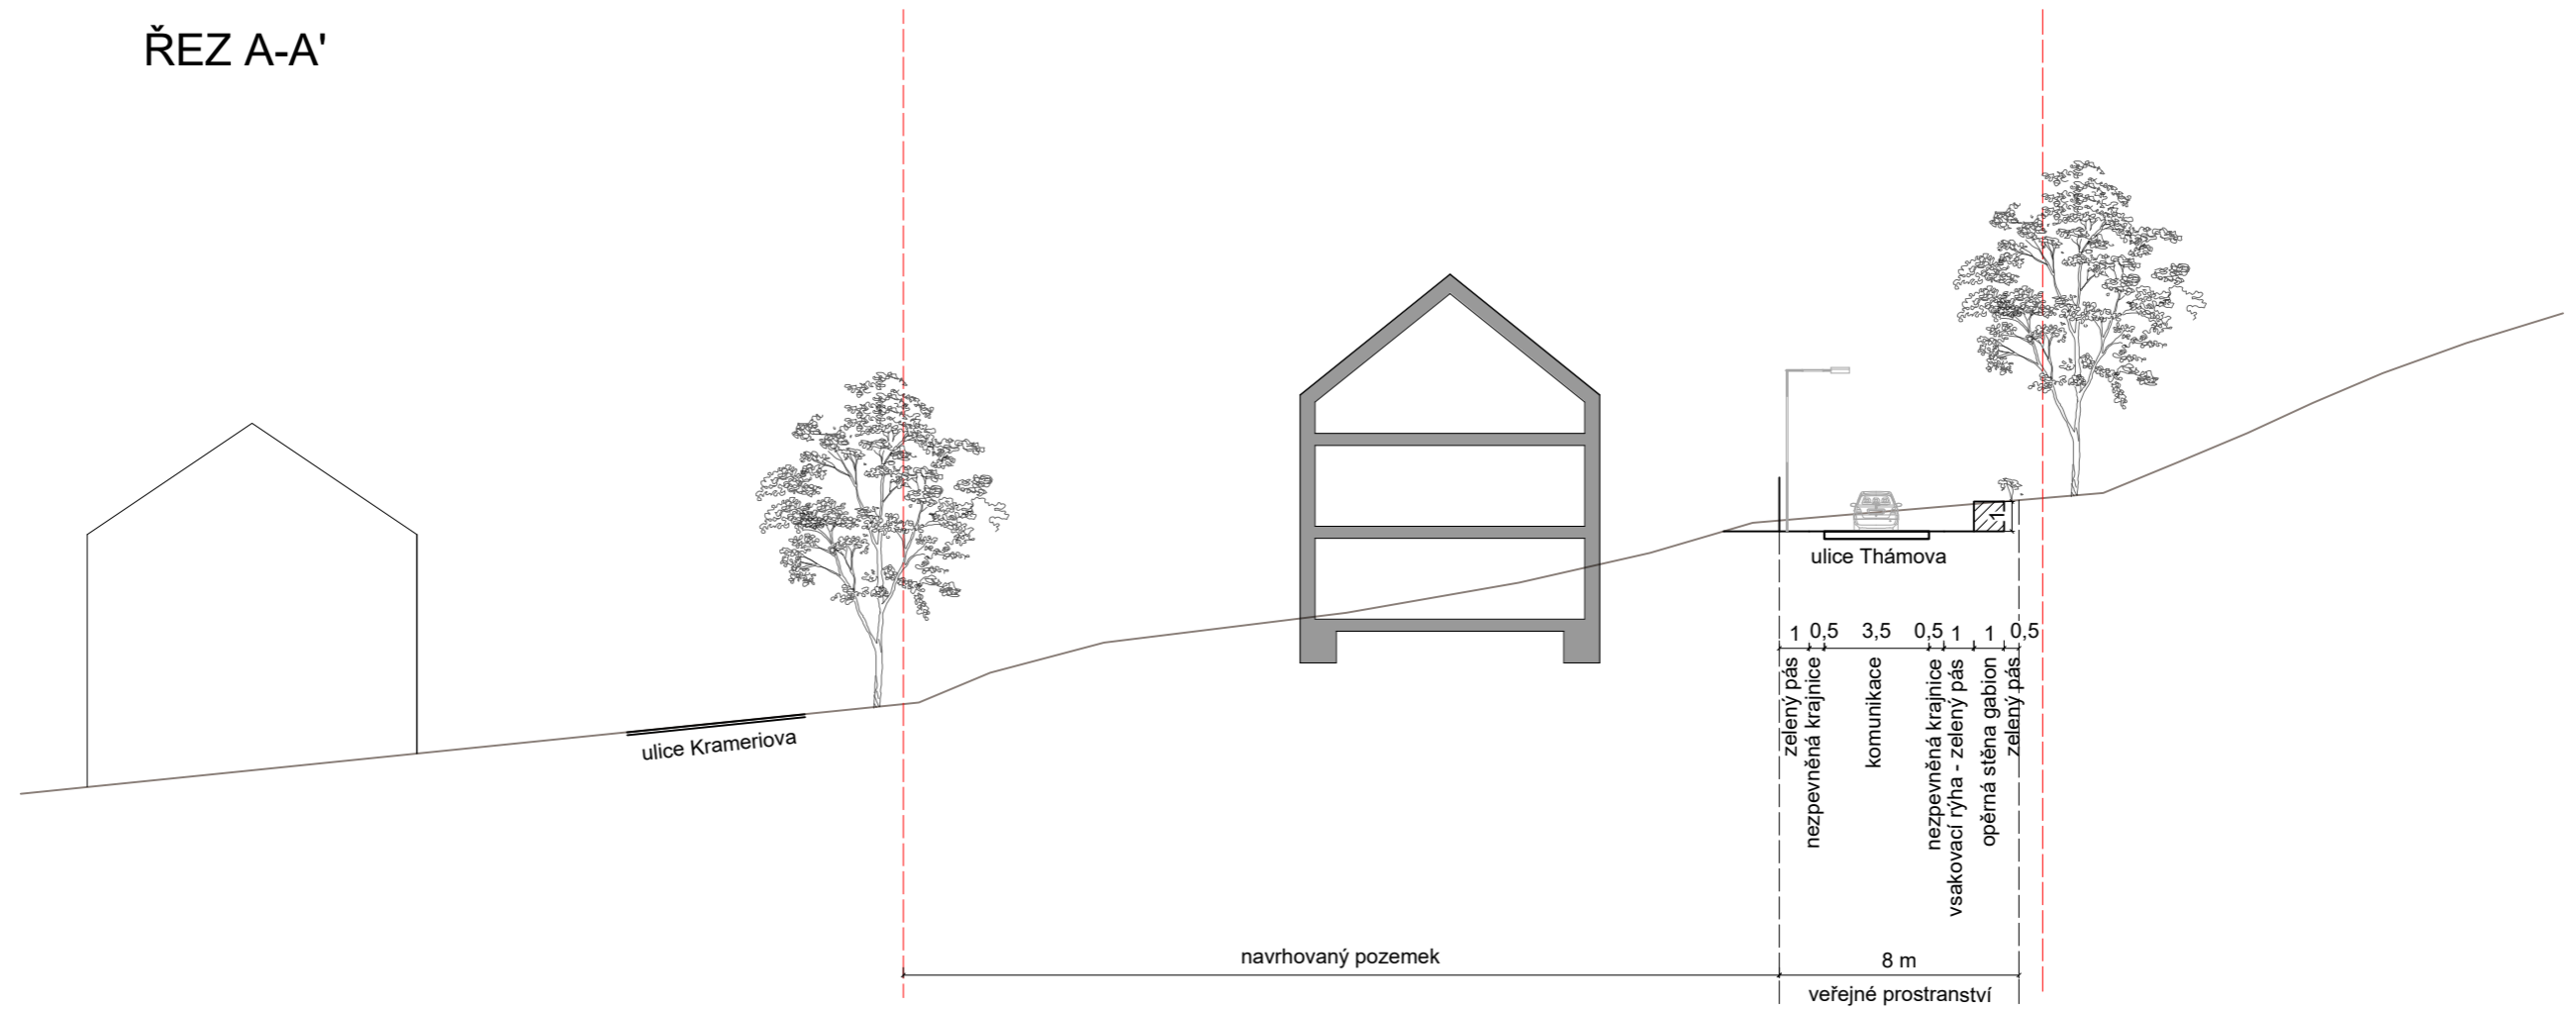 ŘEZ A-A'
1
ulice Thámova
ulice Krameriova
1 0,5 3,5 0,5 1 1 0,5
zelený pás
nezpevněná krajnice
komunikace
nezpevněná krajnice
vsakovací rýha - zelený pás
opěrná stěna gabion
zelený pás
navrhovaný pozemek
8 m
veřejné prostranství